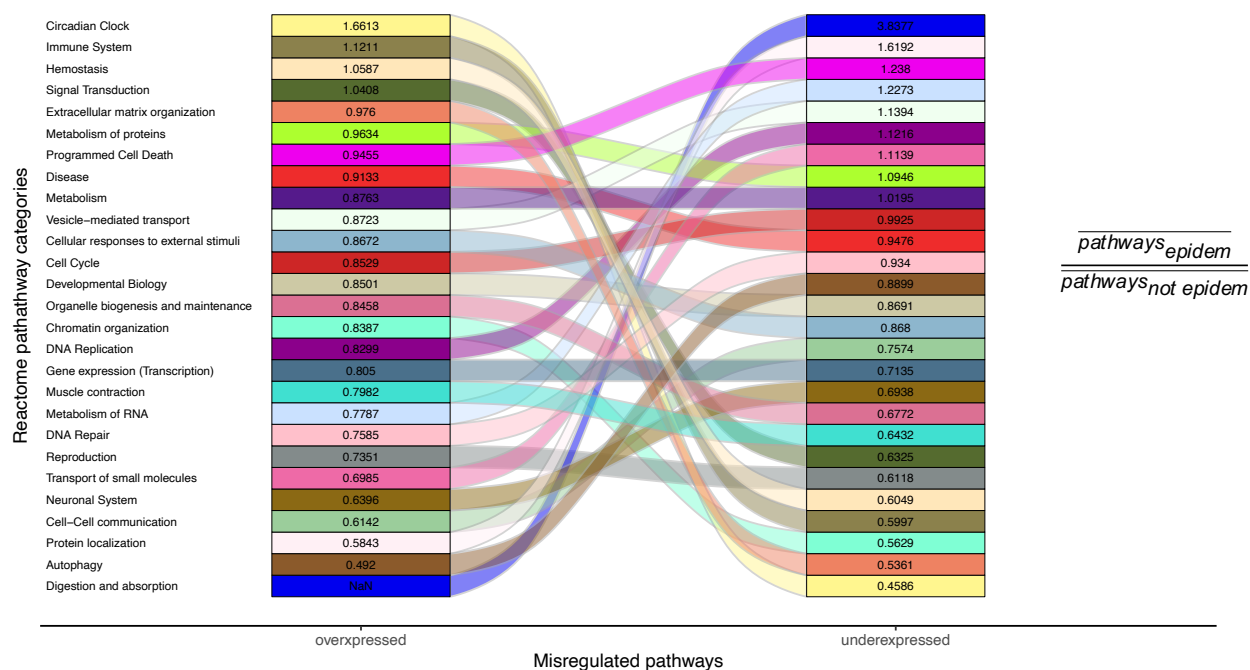 Circadian Clock 1.6613 3.8377
Immune System 1.1211 1.6192
Hemostasis 1.0587 1.238
Signal Transduction 1.0408 1.2273
Extracellular matrix organization 0.976 1.1394
Metabolism of proteins 0.9634 1.1216
Programmed Cell Death 0.9455 1.1139
Disease 0.9133 1.0946
Metabolism 0.8763 1.0195
Vesicle−mediated transport 0.8723 0.9925
Cellular responses to external stimuli 0.8672 0.9476
Cell Cycle 0.8529 0.934
Developmental Biology 0.8501 0.8899
Organelle biogenesis and maintenance 0.8458 0.8691
Chromatin organization 0.8387 0.868
DNA Replication 0.8299 0.7574
Gene expression (Transcription) 0.805 0.7135
Muscle contraction 0.7982 0.6938
Metabolism of RNA 0.7787 0.6772
DNA Repair 0.7585 0.6432
Reproduction 0.7351 0.6325
Transport of small molecules 0.6985 0.6118
Neuronal System 0.6396 0.6049
Cell−Cell communication 0.6142 0.5997
Protein localization 0.5843 0.5629
Autophagy 0.492 0.5361
Digestion and absorption NaN 0.4586
Reactome pathathway categories
pathways epidem
pathways not epidem
overxpressed underexpressed
Misregulated pathways